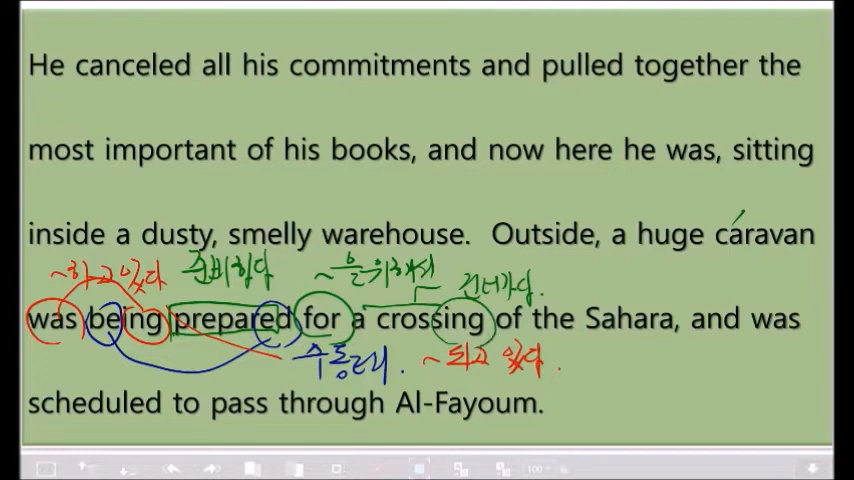 He canceled all his commitments and pulled together the
most important of his books, and now here he was, sitting
inside a dusty, smelly warehouse. Outside, a huge caravan
~하고 있다 준비하다 ~을 위해서 건너가다.
was being prepared for a crossing of the Sahara, and was
수동태. ~되고 있다.
scheduled to pass through Al-Fayoum.
100